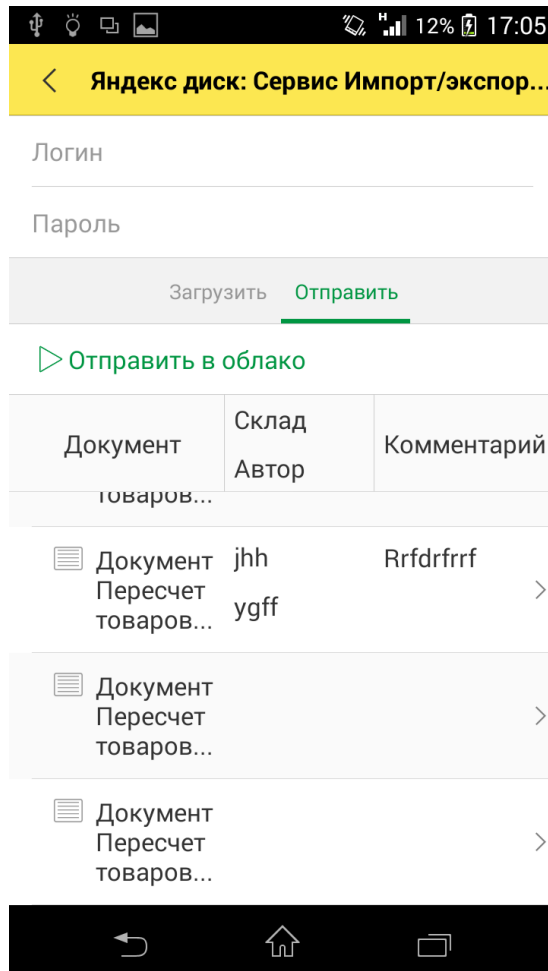 H 12% 17:05
Яндекс диск: Сервис Импорт/экспор...
Логин
Пароль
Загрузить Отправить
Отправить в облако
Документ
Склад
Автор
Комментарий
товаров...
Документ
Пересчет
товаров...
jhh
ygff
Rrfdrfrrf
Документ
Пересчет
товаров...
Документ
Пересчет
товаров...